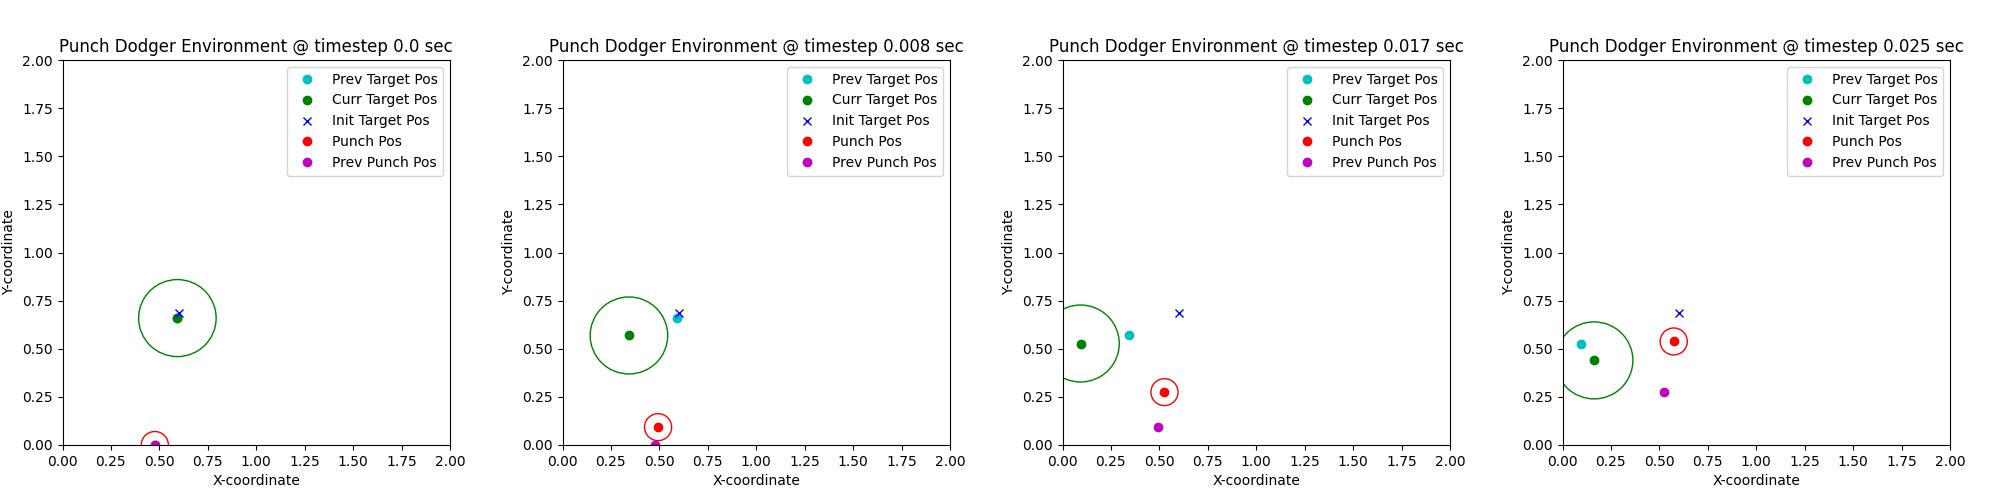 Punch Dodger Environment @ timestep 0.0 sec
2.00
1.75
1.50
1.25
1.00
0.75
0.50
0.25
0.00
Y-coordinate
Prev Target Pos
Curr Target Pos
Init Target Pos
Punch Pos
Prev Punch Pos
0.00 0.25 0.50 0.75 1.00 1.25 1.50 1.75 2.00
X-coordinate
Punch Dodger Environment @ timestep 0.008 sec
2.00
1.75
1.50
1.25
1.00
0.75
0.50
0.25
0.00
Y-coordinate
Prev Target Pos
Curr Target Pos
Init Target Pos
Punch Pos
Prev Punch Pos
0.00 0.25 0.50 0.75 1.00 1.25 1.50 1.75 2.00
X-coordinate
Punch Dodger Environment @ timestep 0.017 sec
2.00
1.75
1.50
1.25
1.00
0.75
0.50
0.25
0.00
Y-coordinate
Prev Target Pos
Curr Target Pos
Init Target Pos
Punch Pos
Prev Punch Pos
0.00 0.25 0.50 0.75 1.00 1.25 1.50 1.75 2.00
X-coordinate
Punch Dodger Environment @ timestep 0.025 sec
2.00
1.75
1.50
1.25
1.00
0.75
0.50
0.25
0.00
Y-coordinate
Prev Target Pos
Curr Target Pos
Init Target Pos
Punch Pos
Prev Punch Pos
0.00 0.25 0.50 0.75 1.00 1.25 1.50 1.75 2.00
X-coordinate